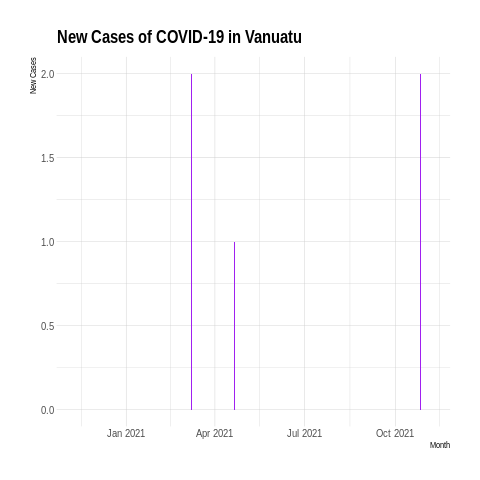 New Cases of COVID-19 in Vanuatu
New Cases
2.0
1.5
1.0
0.5
0.0
Jan 2021 Apr 2021 Jul 2021 Oct 2021
Month